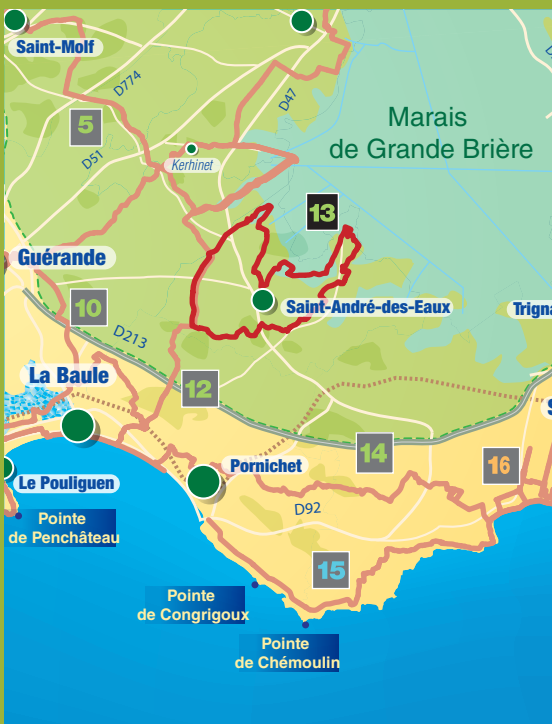 Saint-Molf
D774
D47
5
D51
Kerhinet
Marais
de Grande Brière
13
Guérande
Saint-André-des-Eaux
10
D213
Trigna
La Baule
12
S
14
Pornichet
16
Le Pouliguen
D92
Pointe
de Penchâteau
15
Pointe
de Congrigoux
Pointe
de Chémoulin